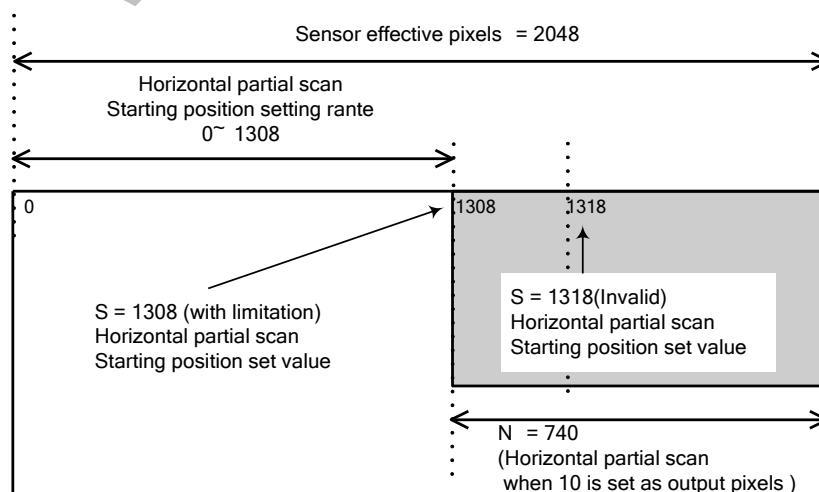 Sensor effective pixels = 2048
Horizontal partial scan
Starting position setting rante
0~ 1308
0
1308
1318
S = 1308 (with limitation)
Horizontal partial scan
Starting position set value
S = 1318(Invalid)
Horizontal partial scan
Starting position set value
N = 740
(Horizontal partial scan
when 10 is set as output pixels )